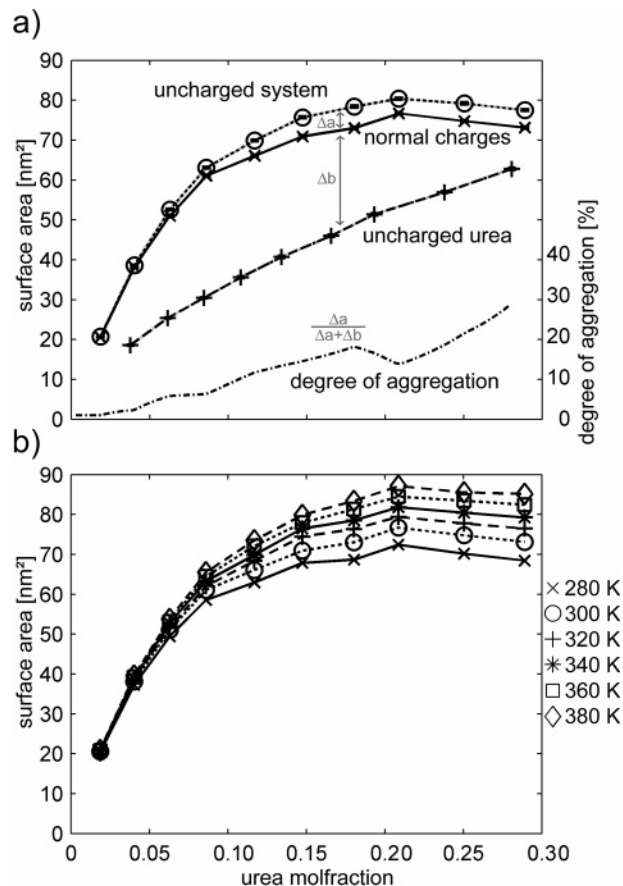 a)
90
80
70
60
50
40
30
20
10
0
surface area [nm²]
uncharged system
Δa
normal charges
Δb
uncharged urea
Δa
Δa+Δb
degree of aggregation
40
30
20
10
0
degree of aggregation [%]
b)
90
80
70
60
50
40
30
20
10
0
surface area [nm²]
280 K
300 K
320 K
340 K
360 K
380 K
0 0.05 0.10 0.15 0.20 0.25 0.30
urea molfraction